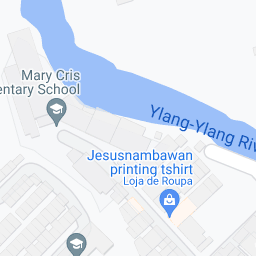 Mary Cris
entary School
Ylang-Ylang Riv
Jesusnambawan
printing tshirt
Loja de Roupa